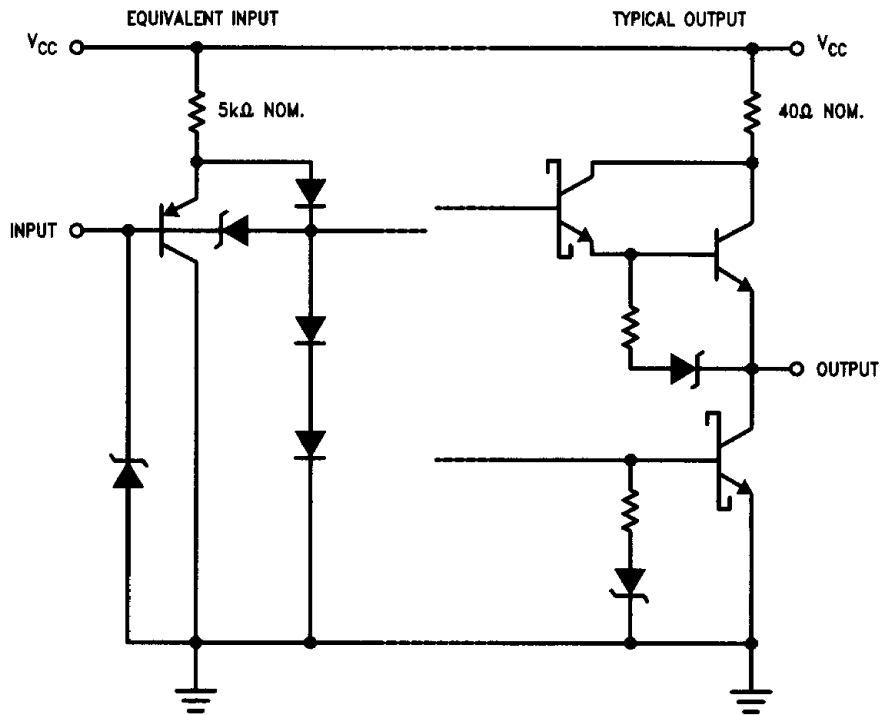 EQUIVALENT INPUT
TYPICAL OUTPUT
VCC
VCC
5kΩ NOM.
40Ω NOM.
INPUT
OUTPUT